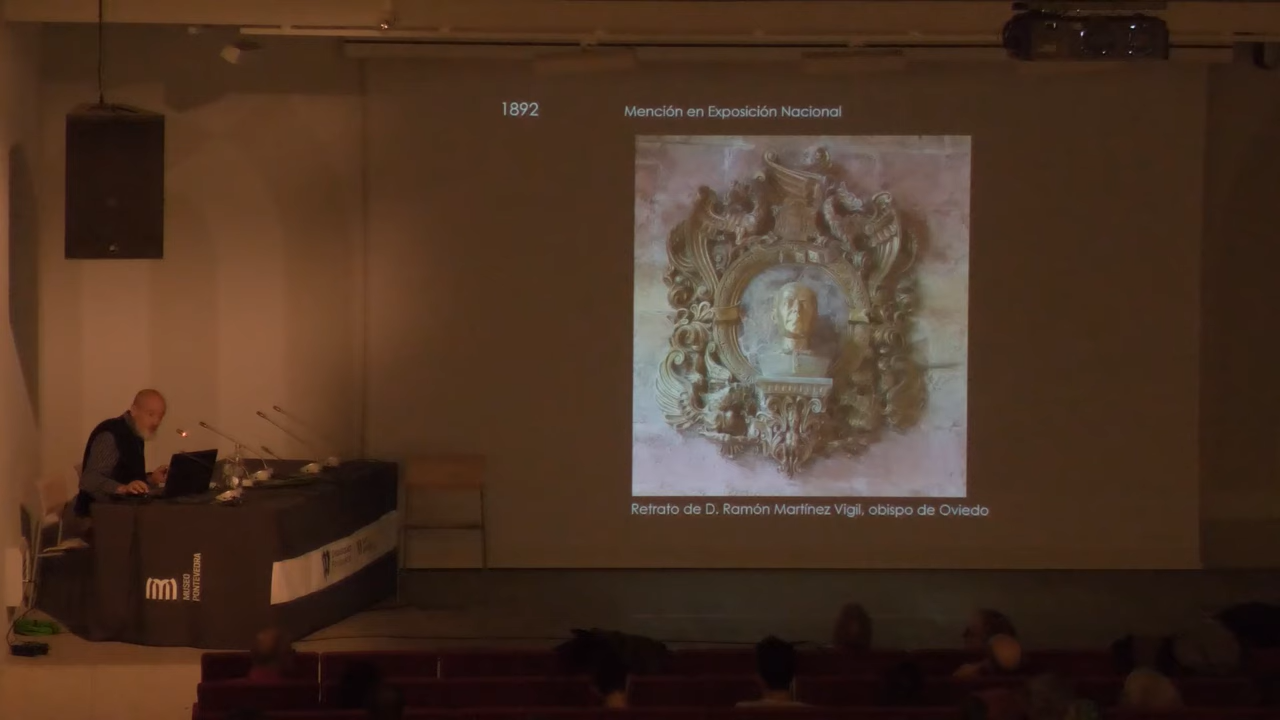 1892
Mención en Exposición Nacional
Retrato de D. Ramón Martínez Vigil, obispo de Oviedo
MUSEO
PONTEVEDRA